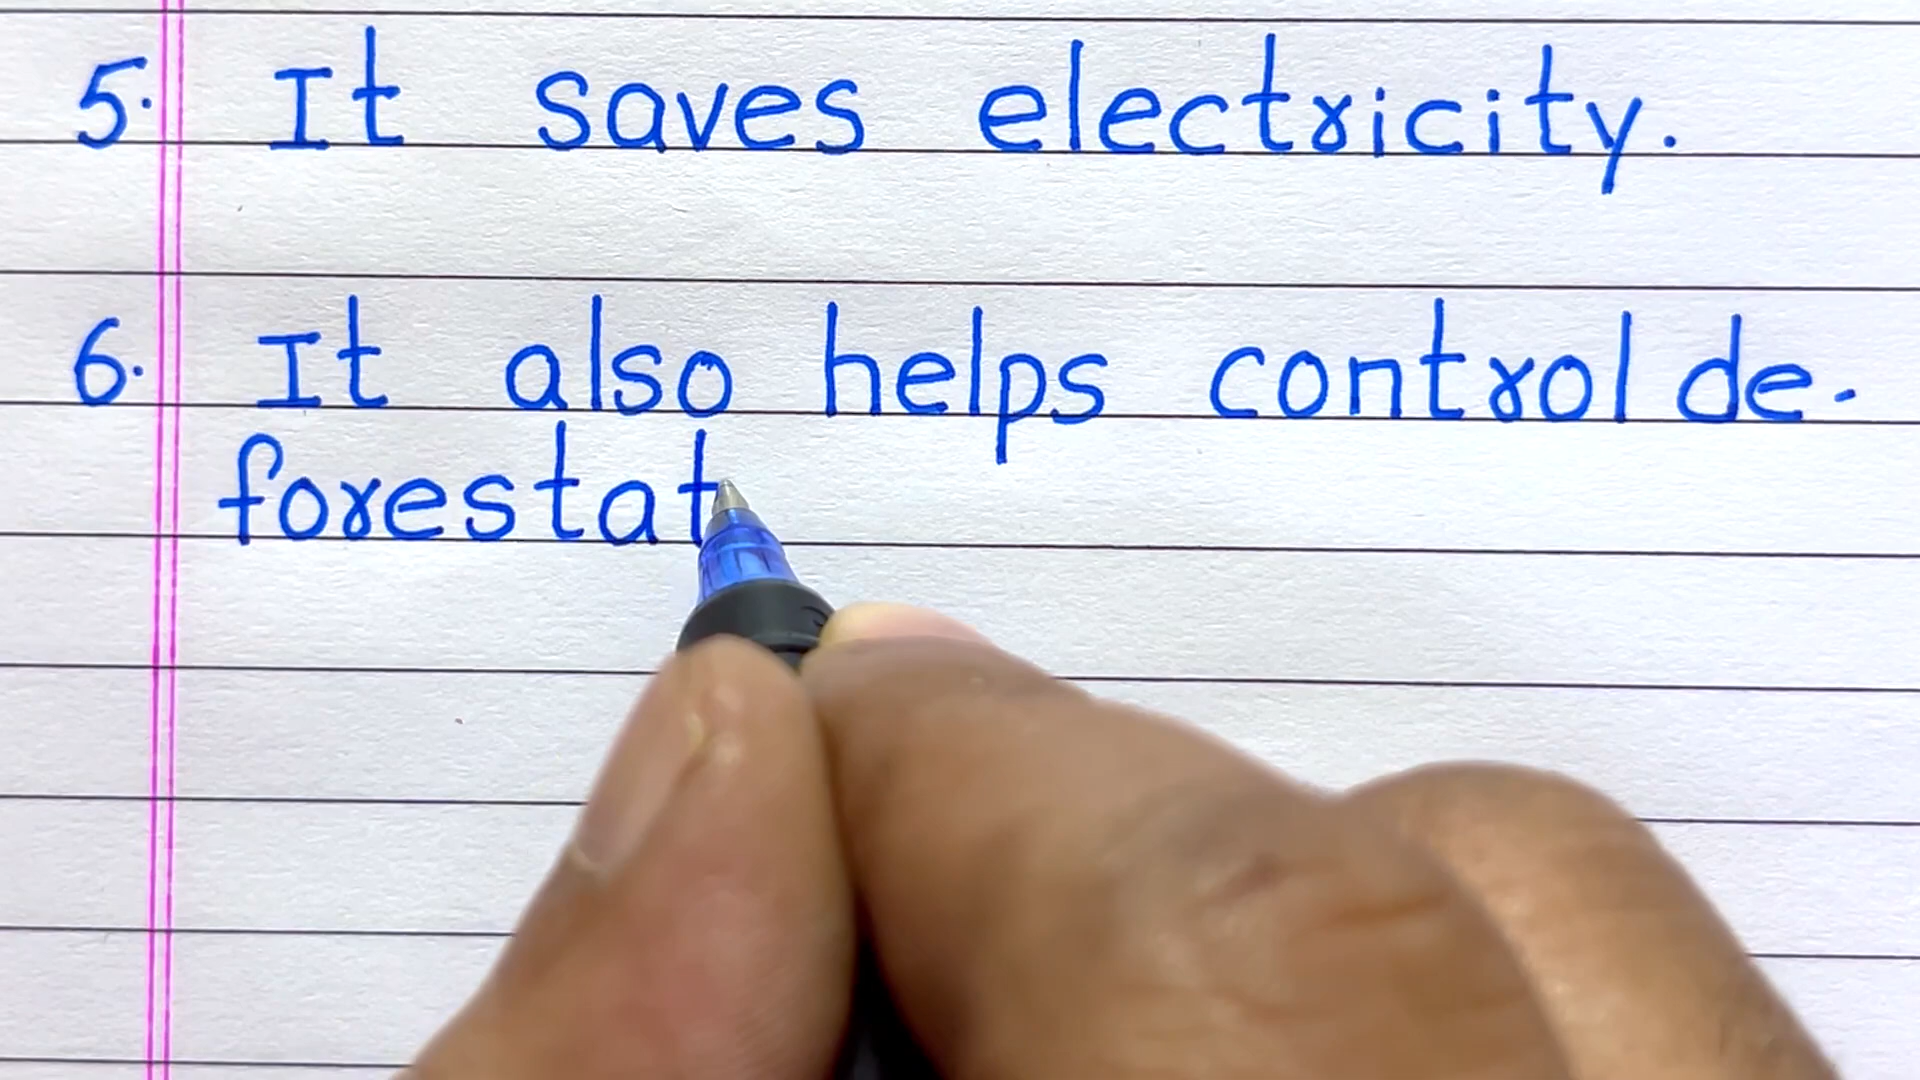 5. It saves electricity.
6. It also helps control de-
forestat